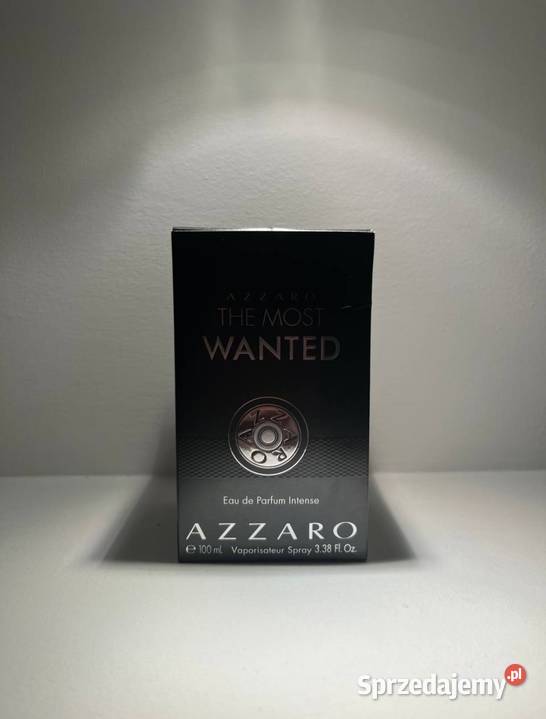 AZZARO
THE MOST
WANTED
AZZARO
Eau de Parfum Intense
AZZARO
e 100 mL Vaporisateur Spray 3.38 Fl. Oz.
Sprzedajemy.pl